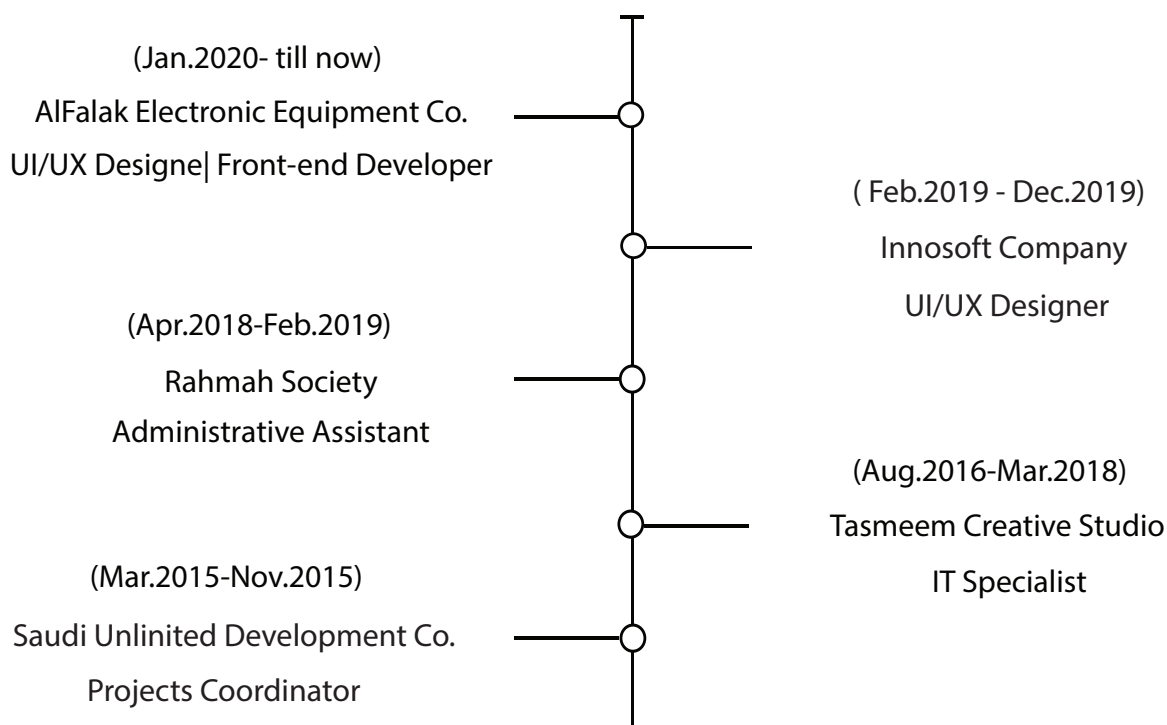 (Jan.2020- till now)
AlFalak Electronic Equipment Co.
UI/UX Designe| Front-end Developer
( Feb.2019 - Dec.2019)
Innosoft Company
UI/UX Designer
(Apr.2018-Feb.2019)
Rahmah Society
Administrative Assistant
(Aug.2016-Mar.2018)
Tasmeem Creative Studio
IT Specialist
(Mar.2015-Nov.2015)
Saudi Unlinited Development Co.
Projects Coordinator